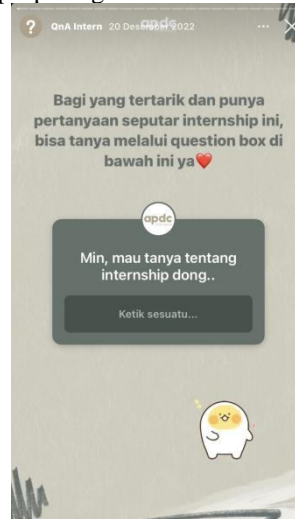 QnA Intern 20 Desember 2022
Bagi yang tertarik dan punya
pertanyaan seputar internship ini,
bisa tanya melalui question box di
bawah ini ya❤️
apdc
Min, mau tanya tentang
internship dong..
Ketik sesuatu...